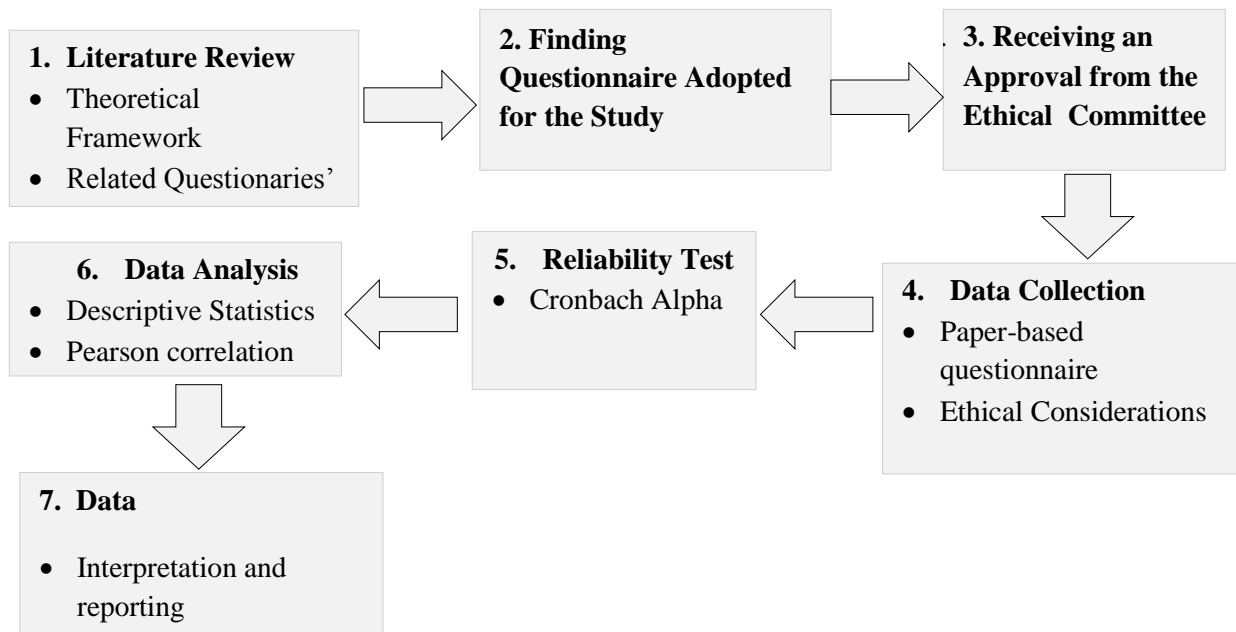 1. Literature Review
• Theoretical
Framework
• Related Questionaries’
2. Finding
Questionnaire Adopted
for the Study
. 3. Receiving an
Approval from the
Ethical Committee
4. Data Collection
• Paper-based
questionnaire
• Ethical Considerations
5. Reliability Test
• Cronbach Alpha
6. Data Analysis
• Descriptive Statistics
• Pearson correlation
7. Data
• Interpretation and
reporting